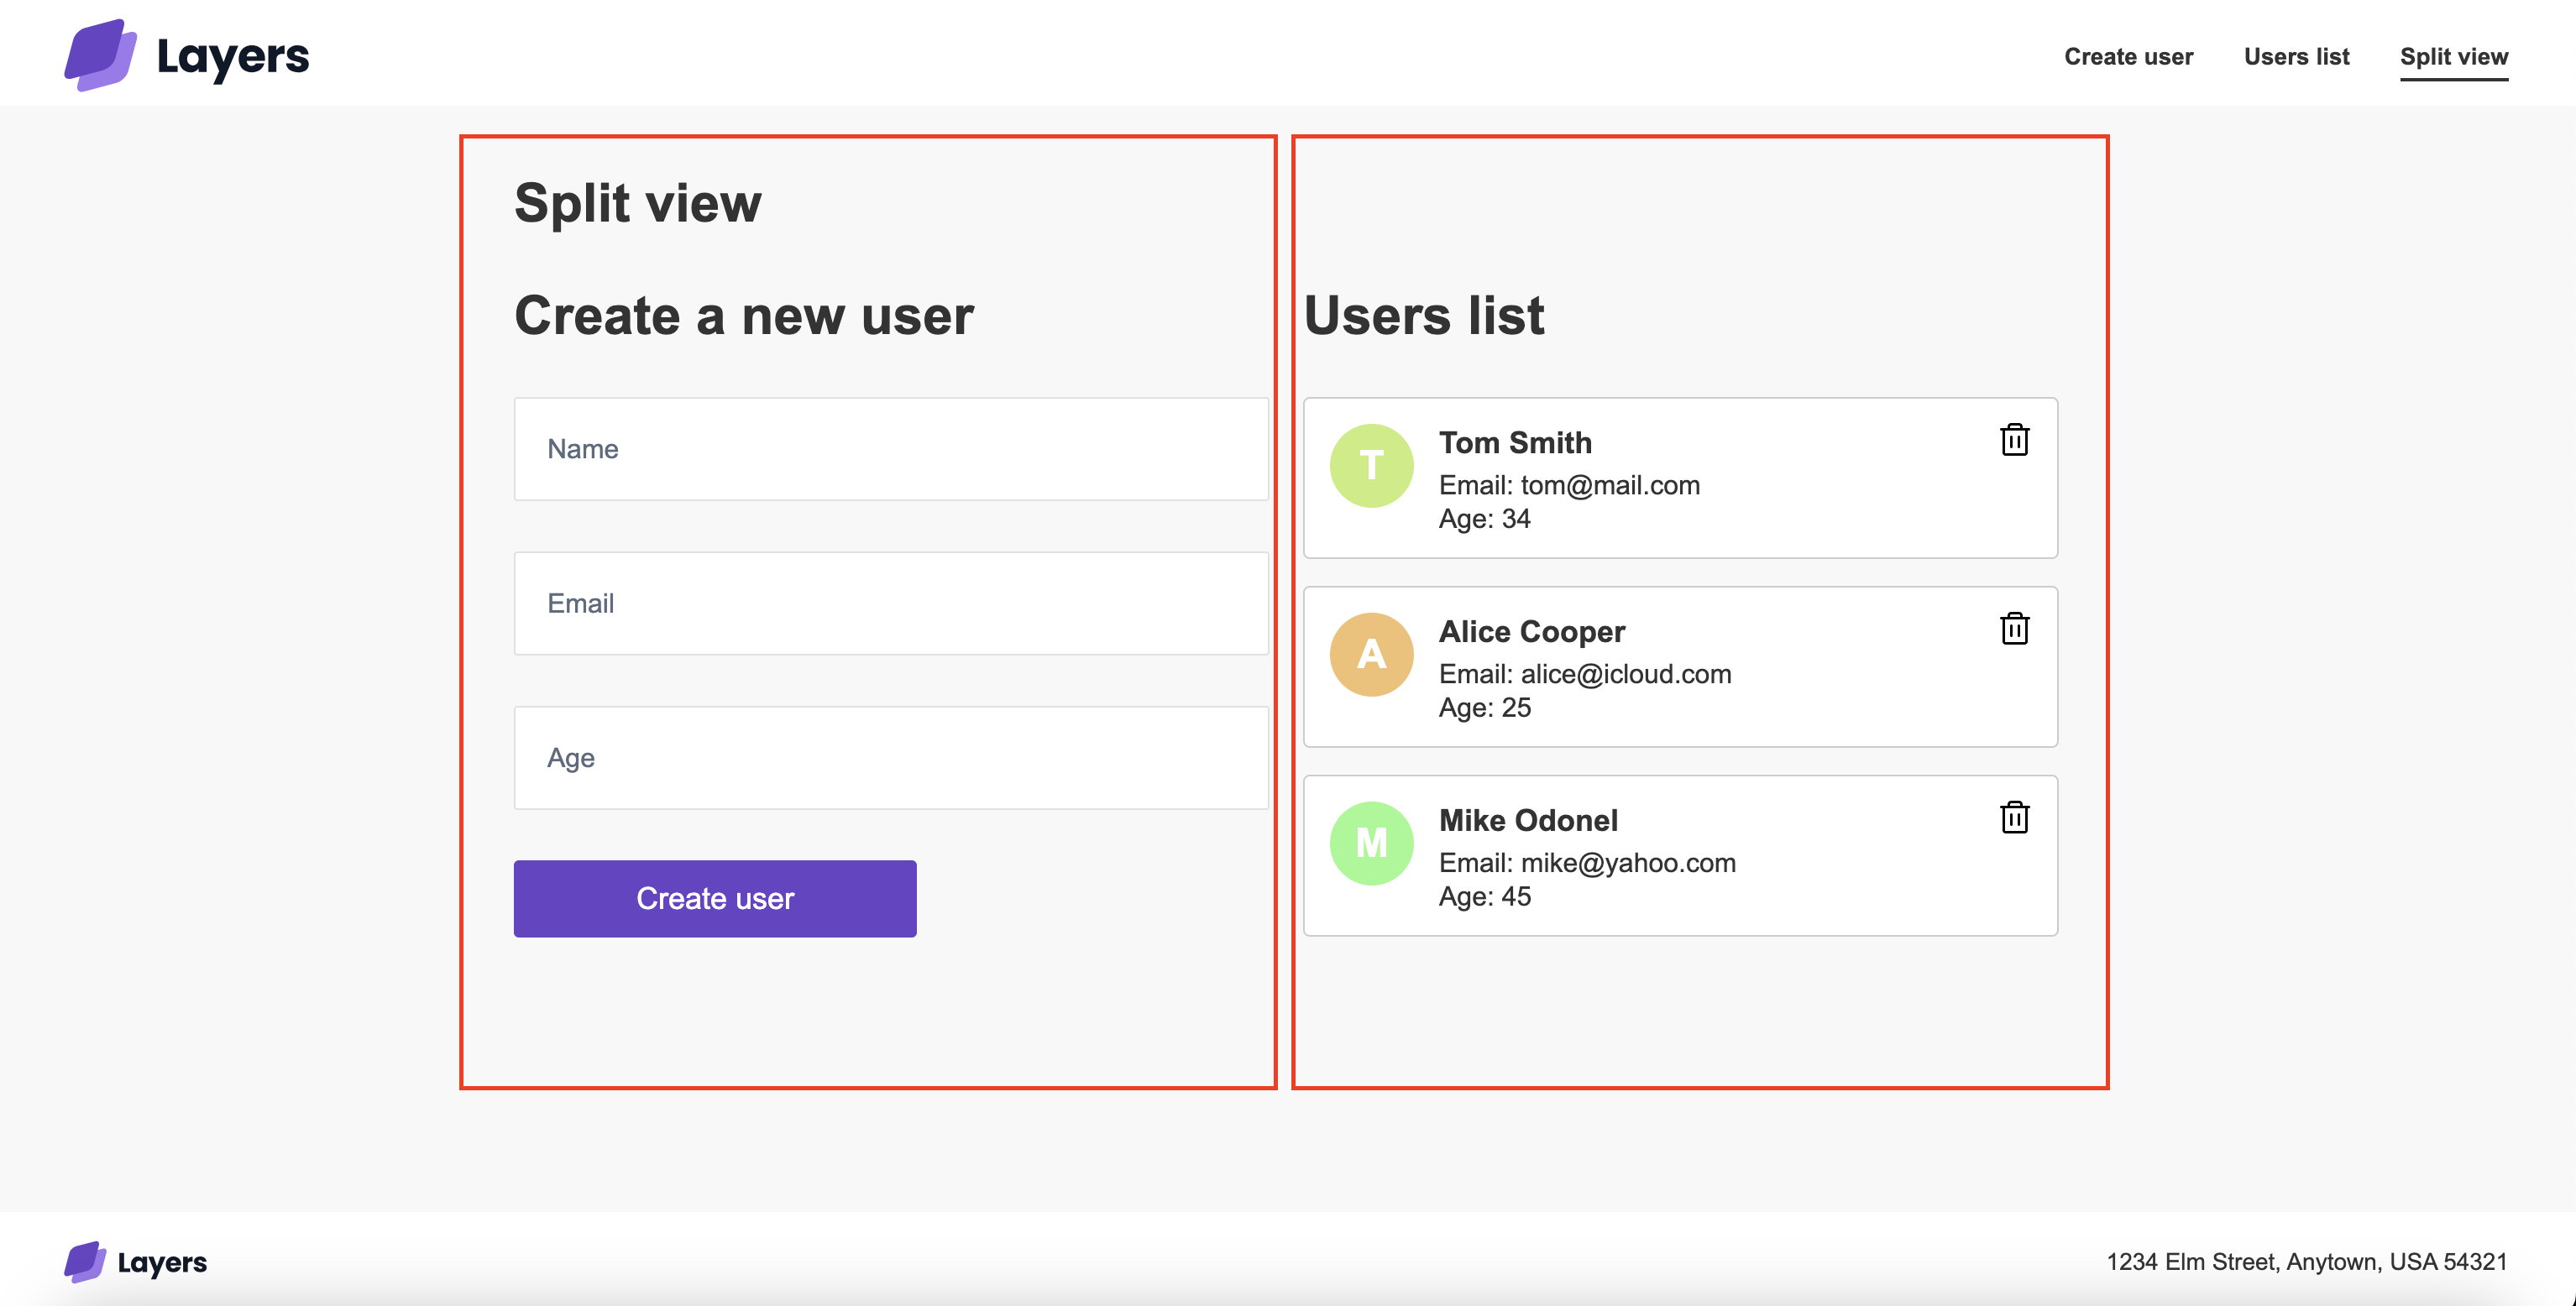 Layers
Create user
Users list
Split view
Split view
Create a new user
Name
Email
Age
Create user
Users list
T
Tom Smith
Email: tom@mail.com
Age: 34
A
Alice Cooper
Email: alice@icloud.com
Age: 25
M
Mike Odonel
Email: mike@yahoo.com
Age: 45
Layers
1234 Elm Street, Anytown, USA 54321